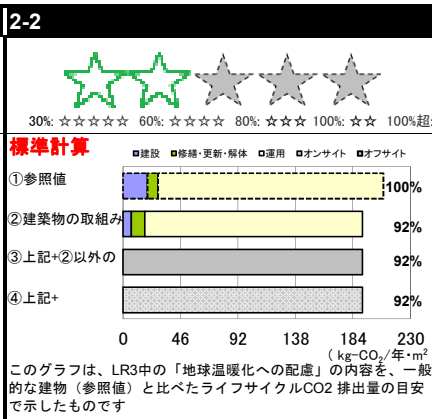 2-2
30%: ☆☆☆☆☆ 60%: ☆☆☆☆ 80%: ☆☆☆ 100%: ☆☆ 100%超:
標準計算
■建設 ■修繕・更新・解体 □運用 ■オンサイト □オフサイト
①参照値 100%
②建築物の取組み 92%
③上記+②以外の 92%
④上記+ 92%
0 46 92 138 184 230
( kg-CO2/年・m²
このグラフは、LR3中の「地球温暖化への配慮」の内容を、一般
的な建物（参照値）と比べたライフサイクルCO2 排出量の目安
で示したものです